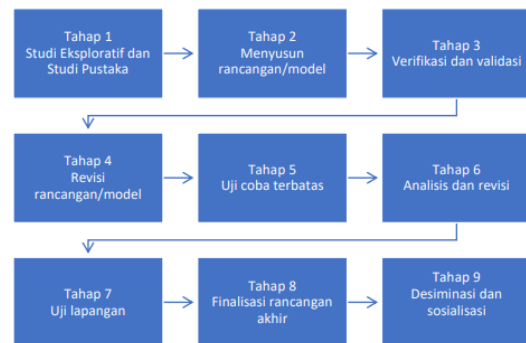 Tahap 1
Studi Eksploratif dan
Studi Pustaka
Tahap 2
Menyusun
rancangan/model
Tahap 3
Verifikasi dan validasi
Tahap 4
Revisi
rancangan/model
Tahap 5
Uji coba terbatas
Tahap 6
Analisis dan revisi
Tahap 7
Uji lapangan
Tahap 8
Finalisasi rancangan
akhir
Tahap 9
Desiminasi dan
sosialisasi